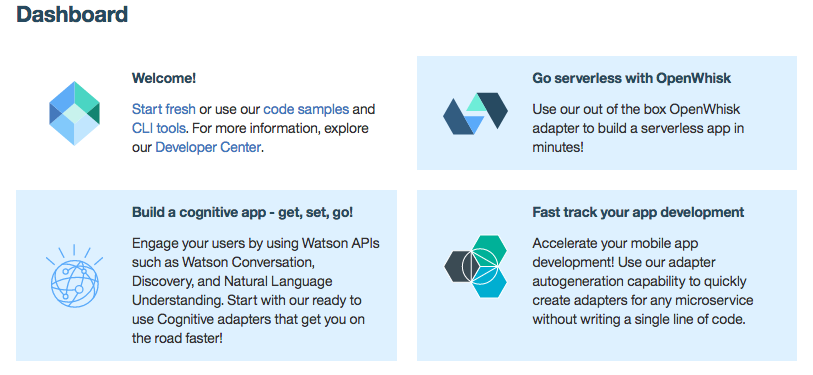 Dashboard
Welcome!
Start fresh or use our code samples and
CLI tools. For more information, explore
our Developer Center.
Go serverless with OpenWhisk
Use our out of the box OpenWhisk
adapter to build a serverless app in
minutes!
Build a cognitive app - get, set, go!
Engage your users by using Watson APIs
such as Watson Conversation,
Discovery, and Natural Language
Understanding. Start with our ready to
use Cognitive adapters that get you on
the road faster!
Fast track your app development
Accelerate your mobile app
development! Use our adapter
autogeneration capability to quickly
create adapters for any microservice
without writing a single line of code.